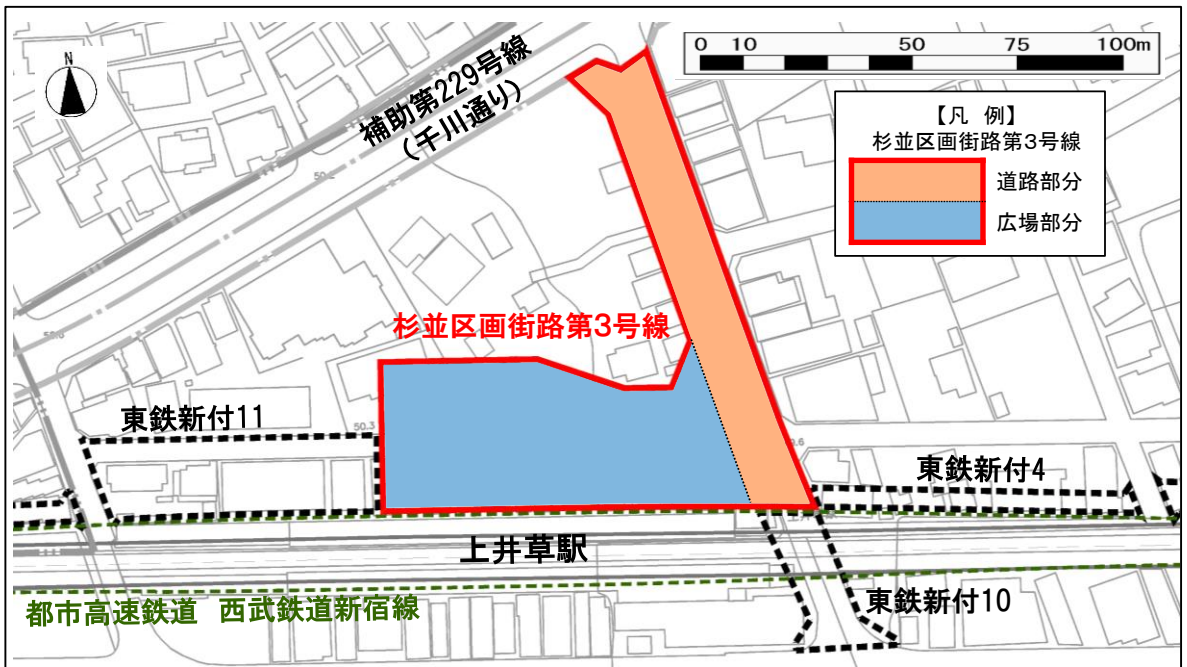 N
補助第229号線
(千川通り)
0 10 50 75 100m
【凡 例】
杉並区画街路第3号線
道路部分
広場部分
杉並区画街路第3号線
東鉄新付11
50.3
東鉄新付4
上井草駅
都市高速鉄道 西武鉄道新宿線
東鉄新付10